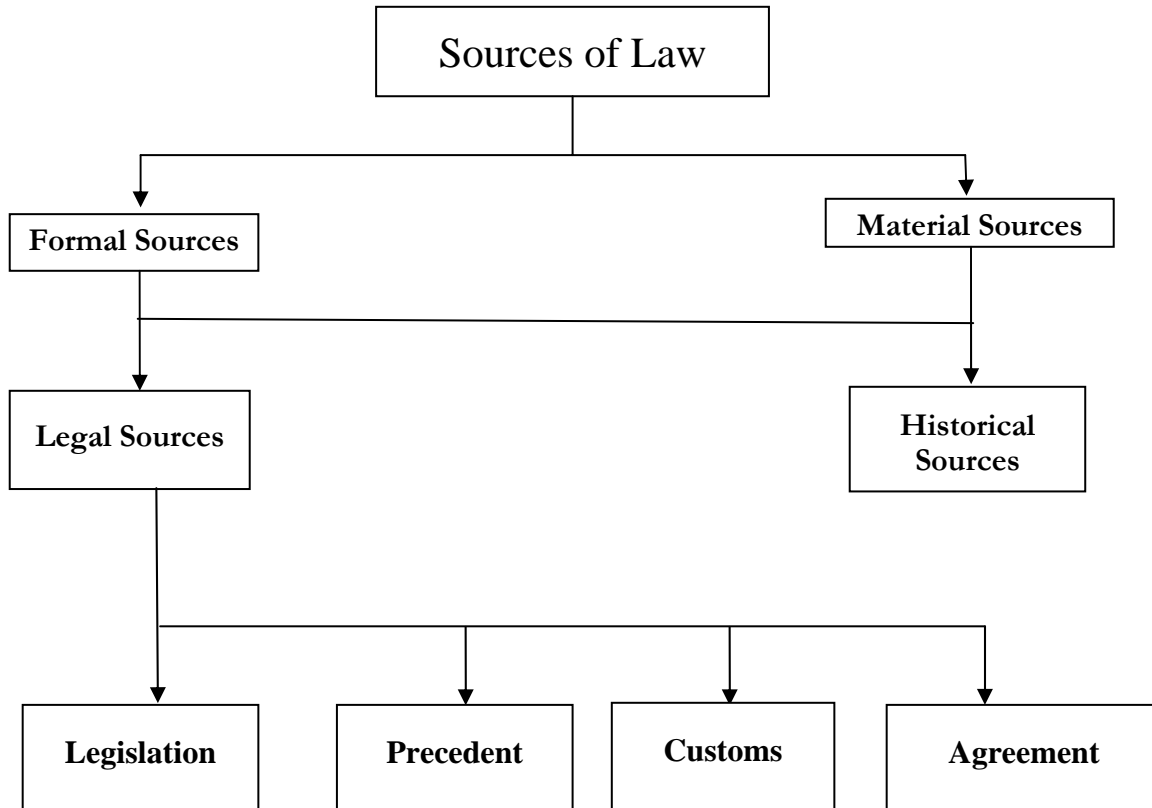 Sources of Law
Formal Sources
Material Sources
Legal Sources
Historical
Sources
Legislation
Precedent
Customs
Agreement